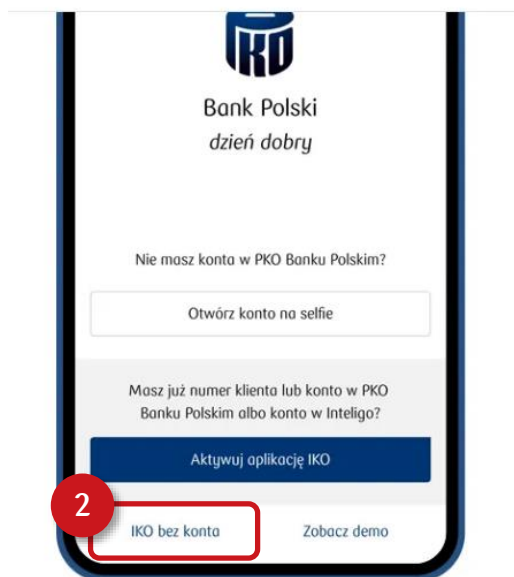 PKO
Bank Polski
dzień dobry
Nie masz konta w PKO Banku Polskim?
Otwórz konto na selfie
Masz już numer klienta lub konto w PKO
Banku Polskim albo konto w Inteligo?
Aktywuj aplikację IKO
2
IKO bez konta
Zobacz demo